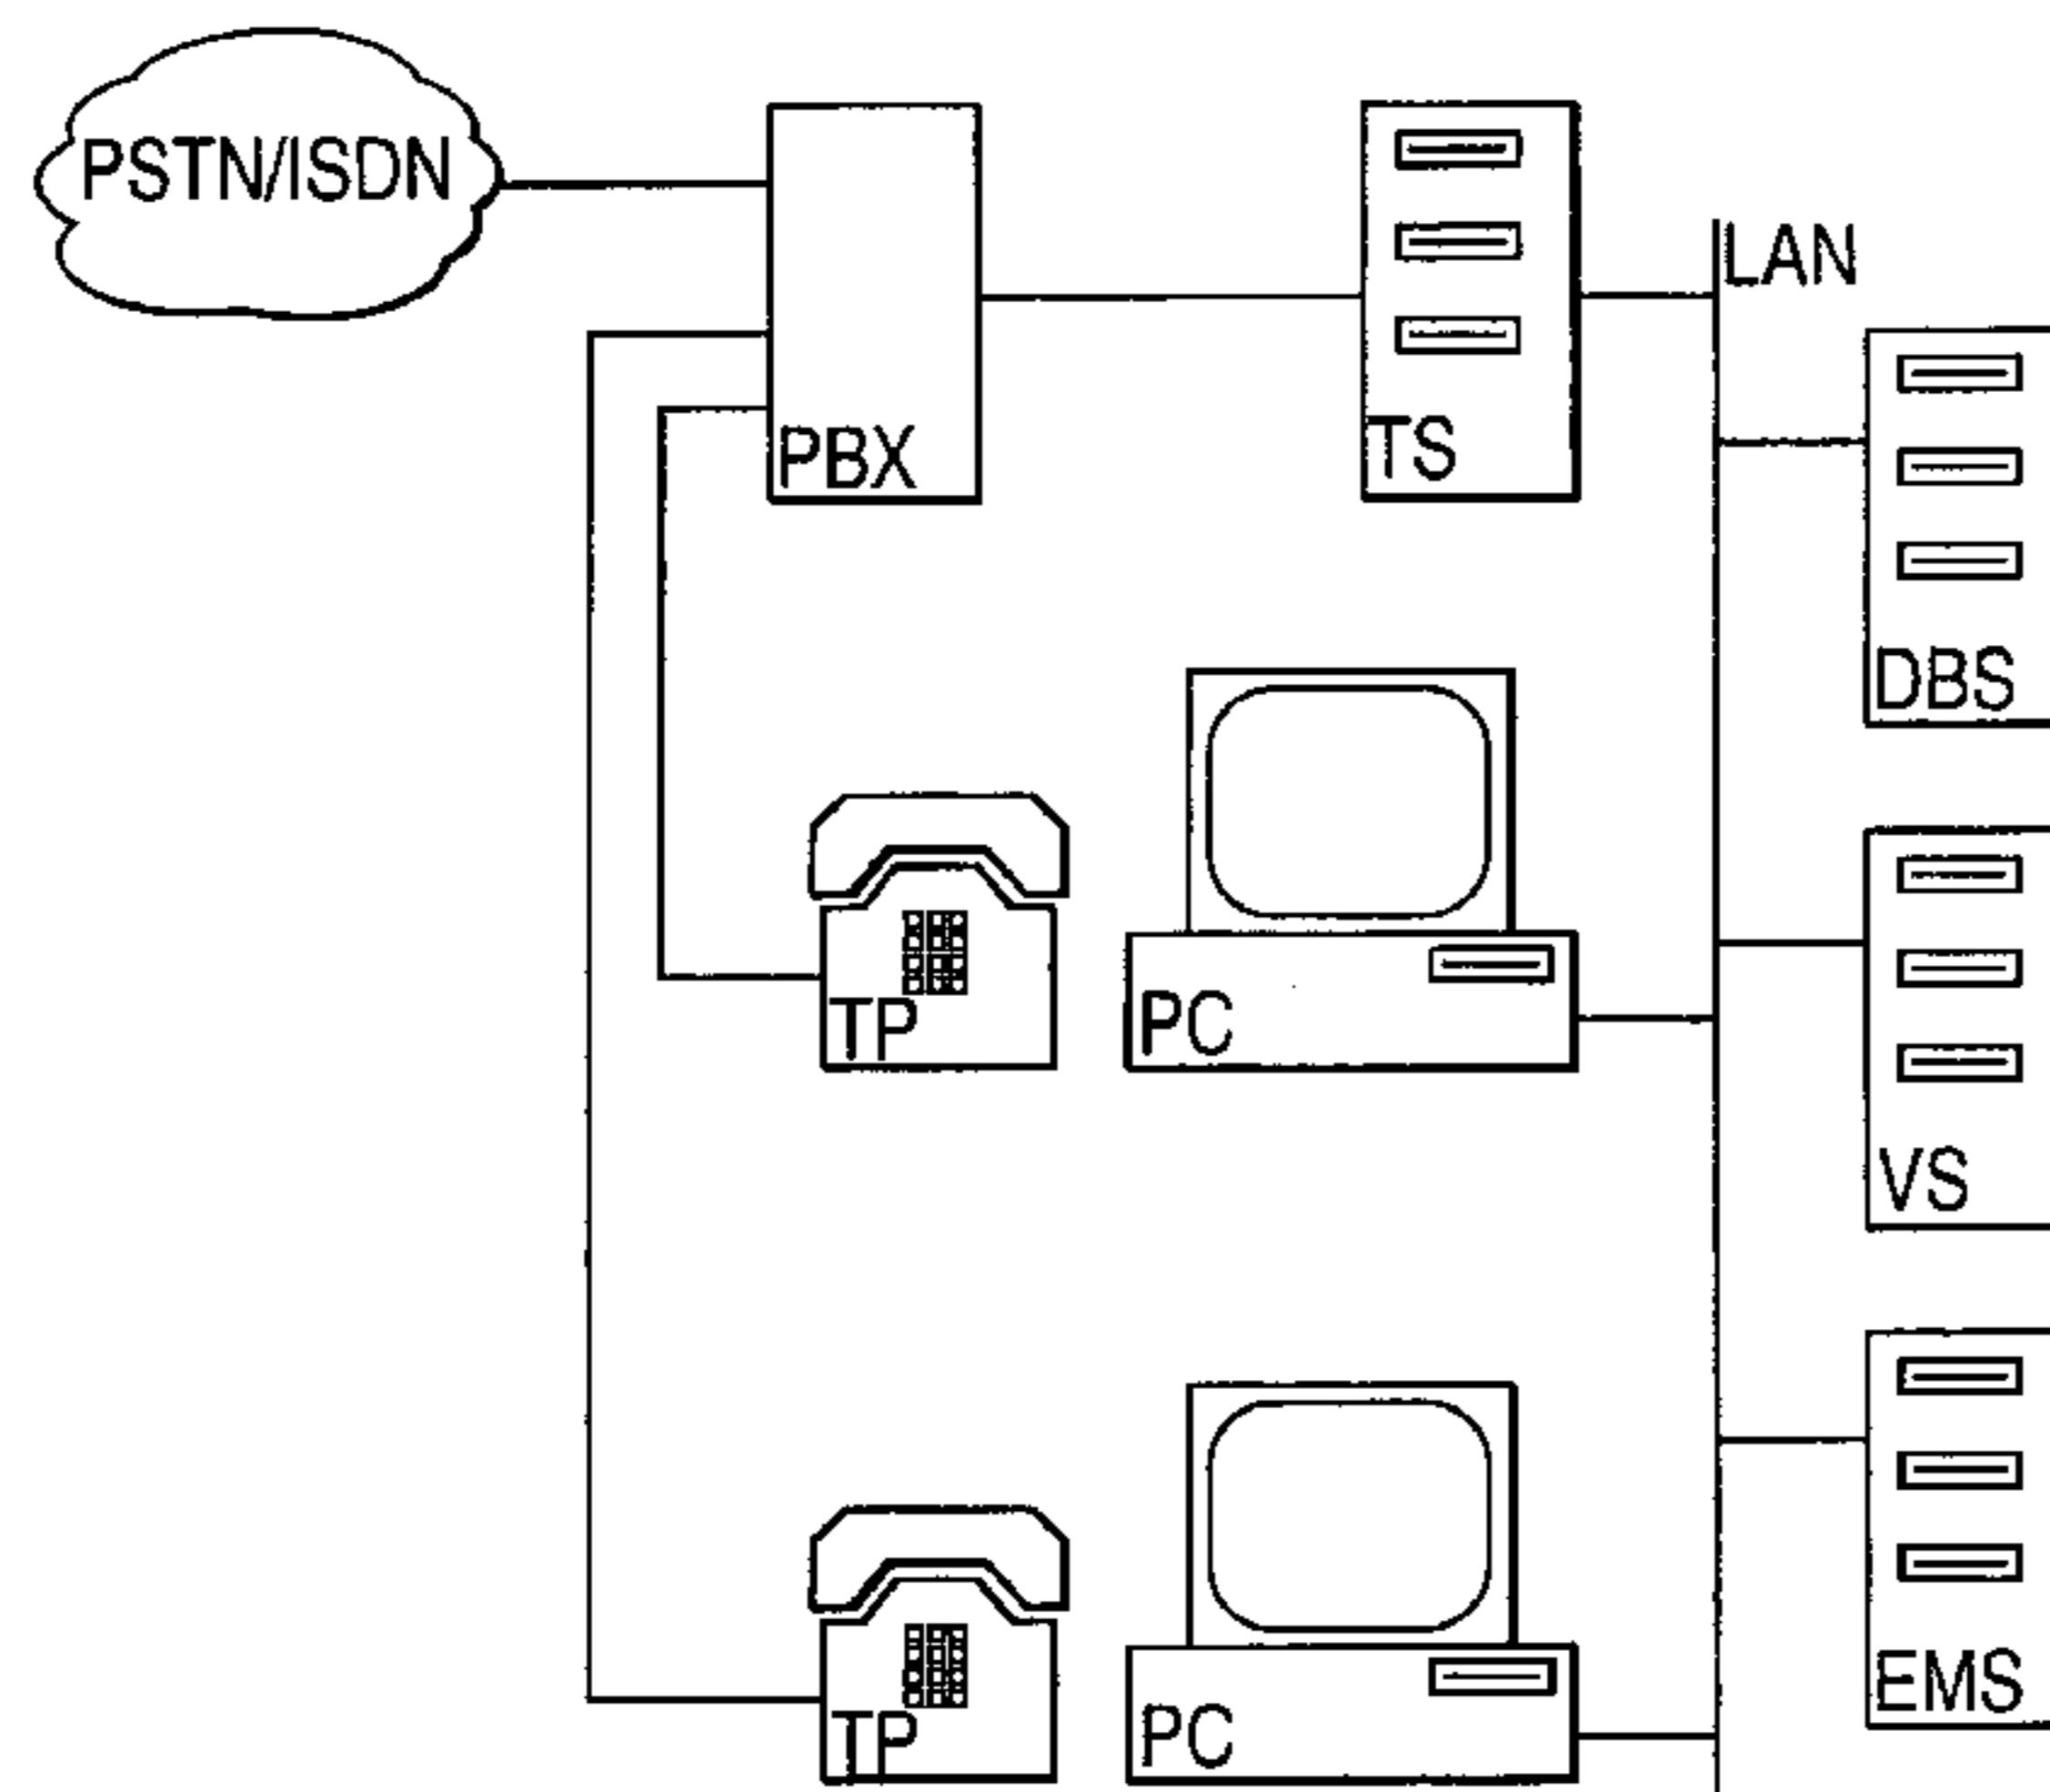 PSTN/ISDN
PBX
TS
LAN
DBS
TP
PC
VS
TP
PC
EMS